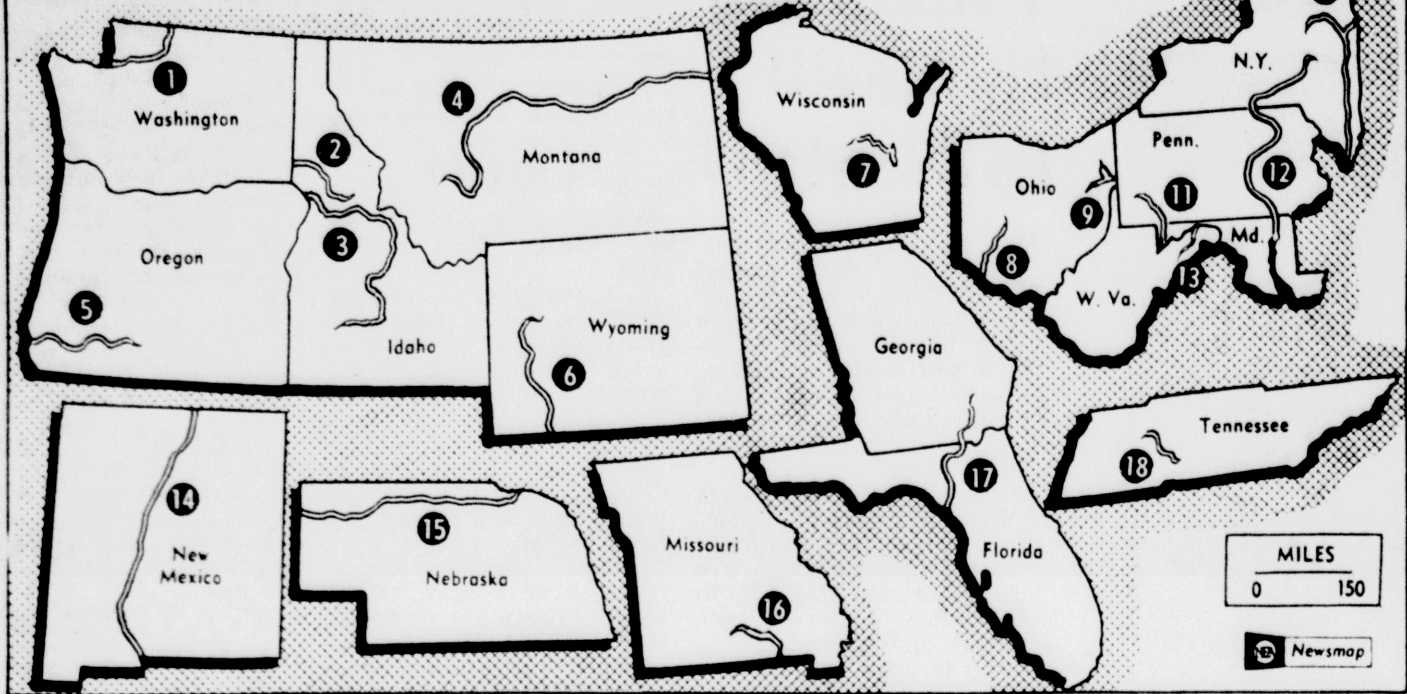 1
Washington
2
4
Montana
3
Oregon
5
Idaho
Wyoming
6
Wisconsin
7
N.Y.
Penn.
Ohio
12
11
9
8
Md.
13
W. Va.
Georgia
17
Florida
Tennessee
18
14
New
Mexico
15
Nebraska
Missouri
16
MILES
0 150
NEA Newsmap